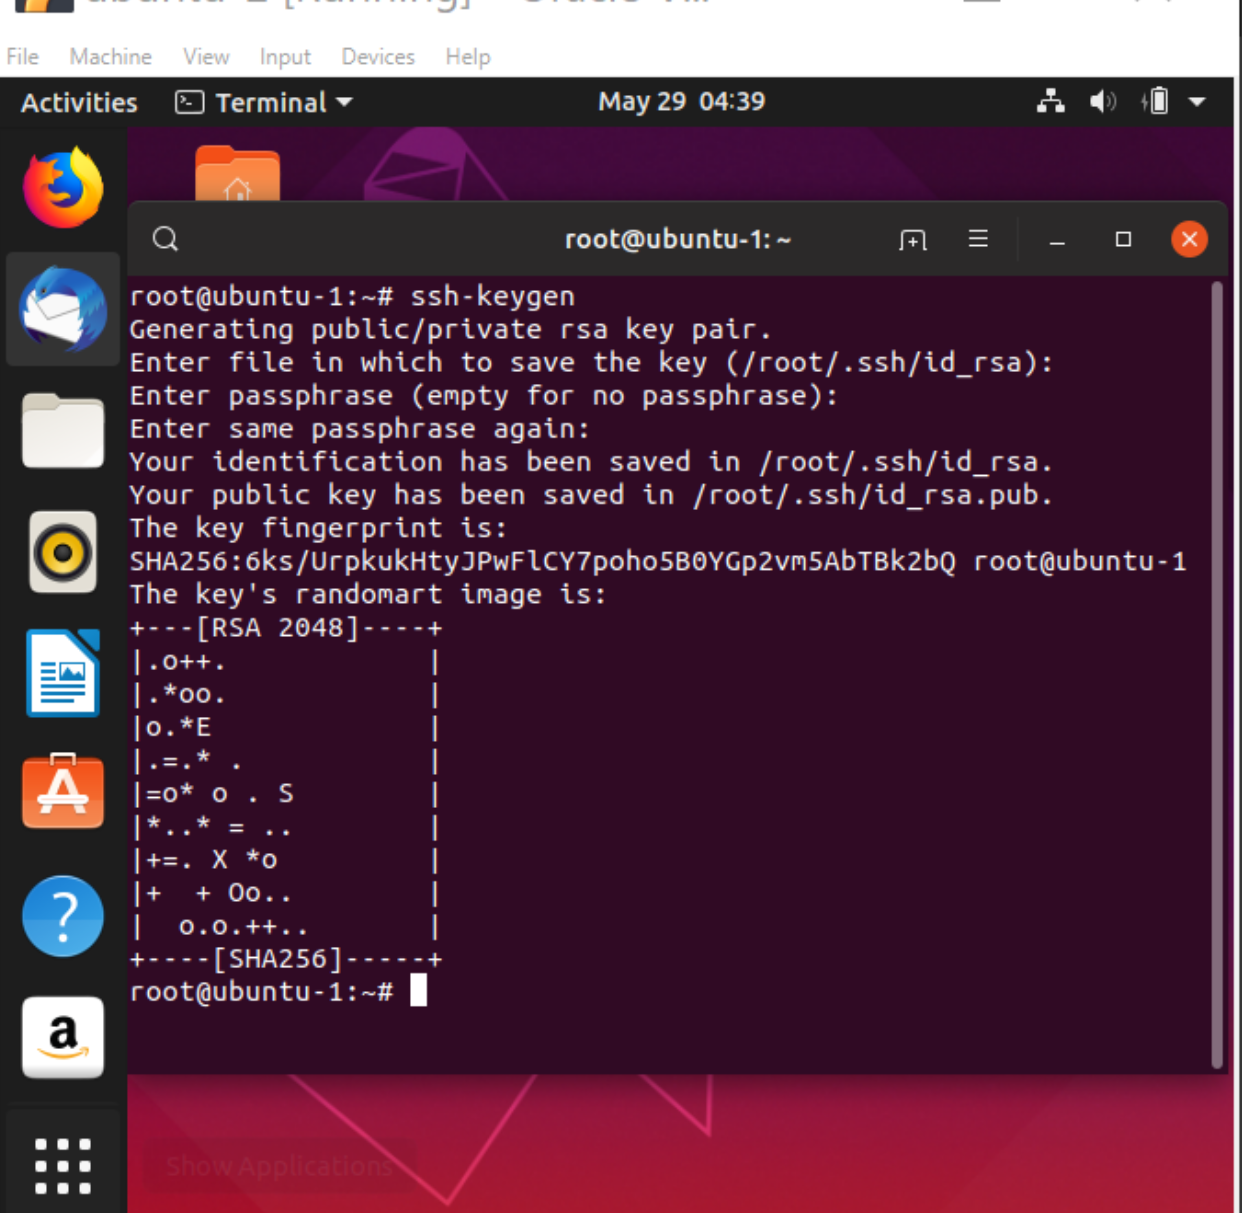 File Machine View Input Devices Help
Activities Terminal May 29 04:39
root@ubuntu-1: ~
root@ubuntu-1:~# ssh-keygen
Generating public/private rsa key pair.
Enter file in which to save the key (/root/.ssh/id_rsa):
Enter passphrase (empty for no passphrase):
Enter same passphrase again:
Your identification has been saved in /root/.ssh/id_rsa.
Your public key has been saved in /root/.ssh/id_rsa.pub.
The key fingerprint is:
SHA256:6ks/UrpkukHtyJPwFlCY7poho5B0YGp2vm5AbTBk2bQ root@ubuntu-1
The key's randomart image is:
+---[RSA 2048]----+
|.o++.            |
|.*oo.            |
|o.*E             |
|.=.* .           |
|=o* o . S        |
|*..* = ..        |
|+=. X *o         |
|+  + Oo..        |
|  o.o.++..       |
+----[SHA256]-----+
root@ubuntu-1:~#
a
Show Applications